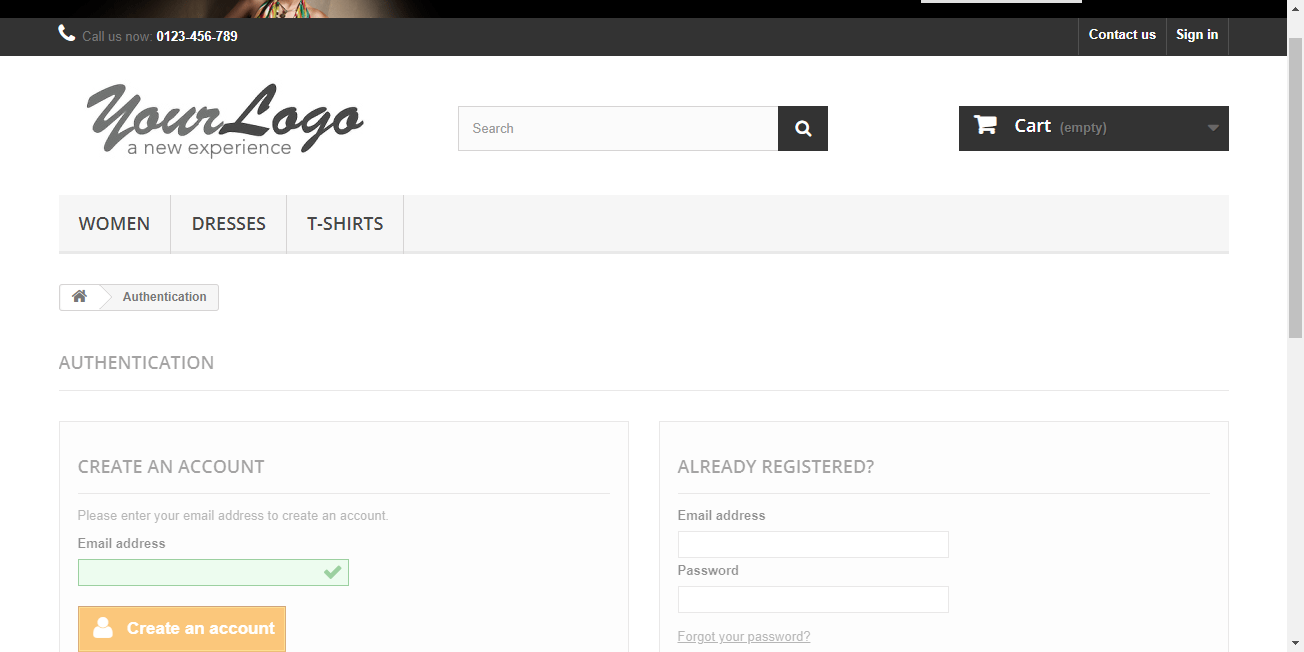 Call us now: 0123-456-789
Contact us
Sign in
YourLogo
a new experience
Search
Cart (empty)
WOMEN
DRESSES
T-SHIRTS
Authentication
AUTHENTICATION
CREATE AN ACCOUNT
Please enter your email address to create an account.
Email address
Create an account
ALREADY REGISTERED?
Email address
Password
Forgot your password?